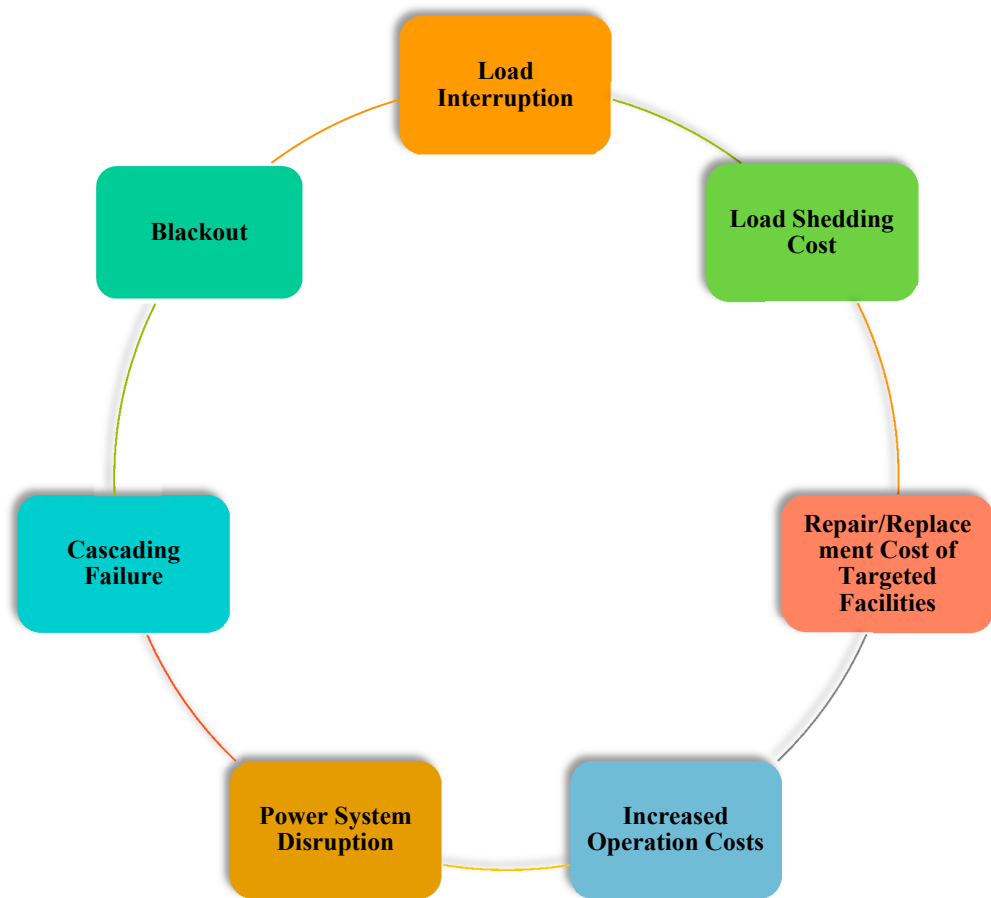 Load
Interruption
Load Shedding
Cost
Repair/Replace
ment Cost of
Targeted
Facilities
Increased
Operation Costs
Power System
Disruption
Cascading
Failure
Blackout